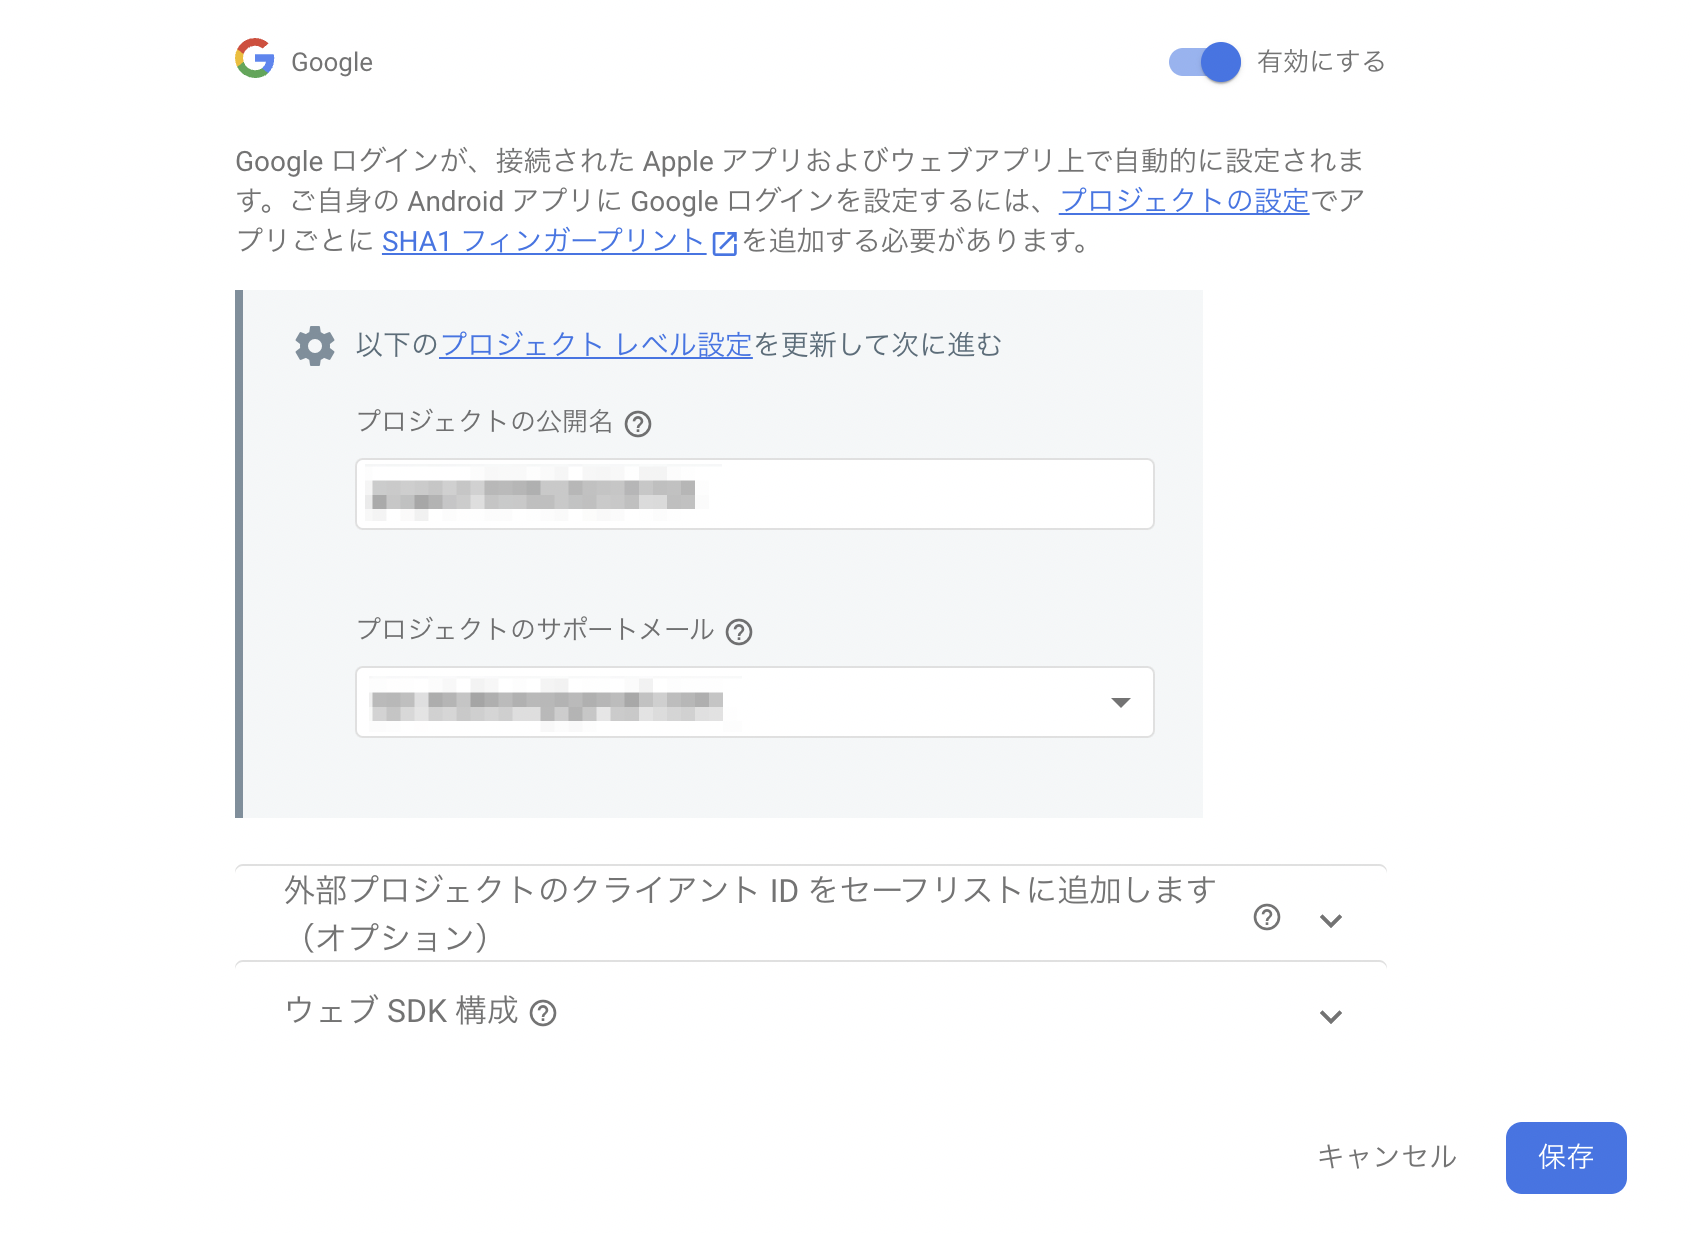 Google
有効にする
Google ログインが、接続された Apple アプリおよびウェブアプリ上で自動的に設定されま
す。ご自身の Android アプリに Google ログインを設定するには、プロジェクトの設定でア
プリごとに SHA1 フィンガープリント を追加する必要があります。
以下のプロジェクト レベル設定を更新して次に進む
プロジェクトの公開名
プロジェクトのサポートメール
外部プロジェクトのクライアント ID をセーフリストに追加します
（オプション）
ウェブ SDK 構成
キャンセル
保存